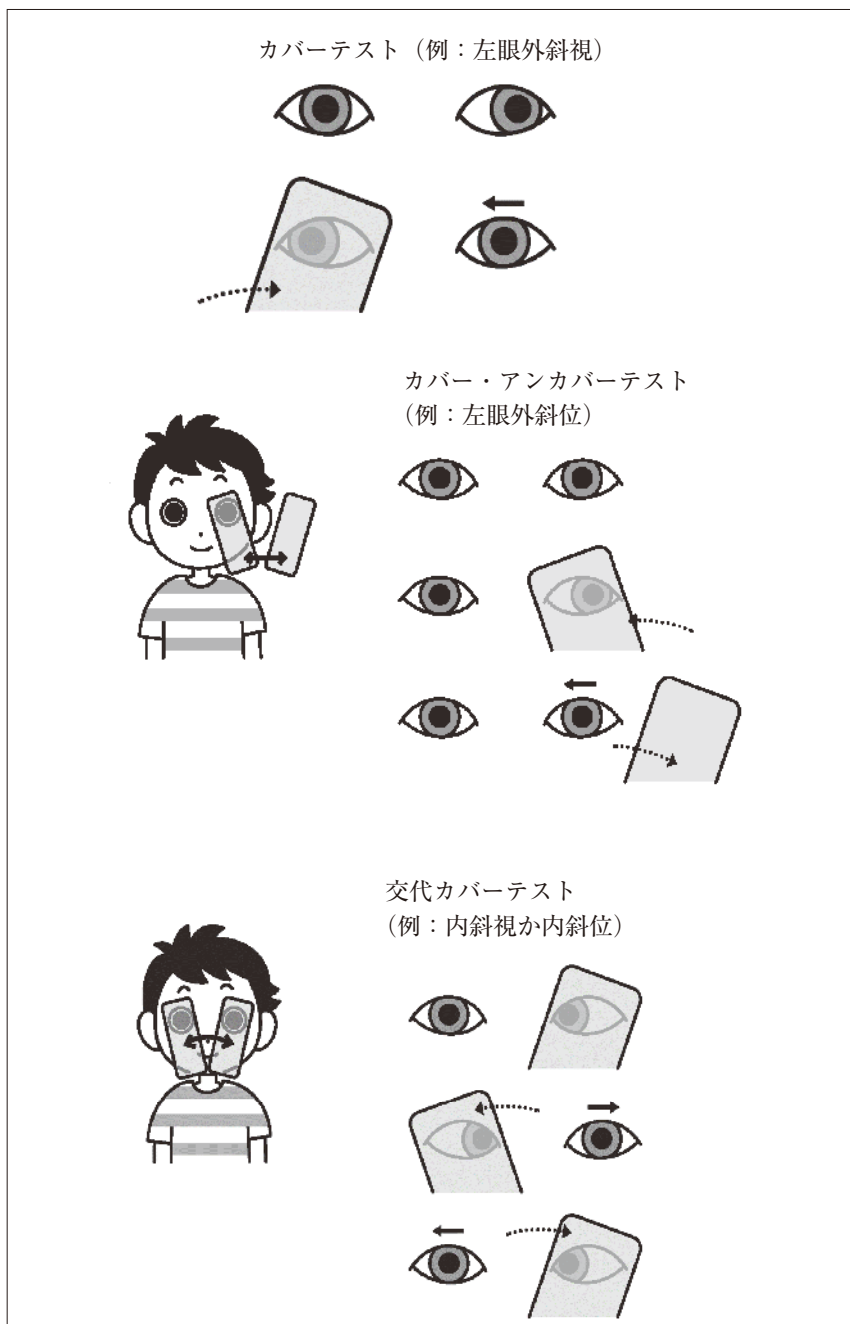 カバーテスト（例：左眼外斜視）
カバー・アンカバーテスト
（例：左眼外斜位）
交代カバーテスト
（例：内斜視か内斜位）